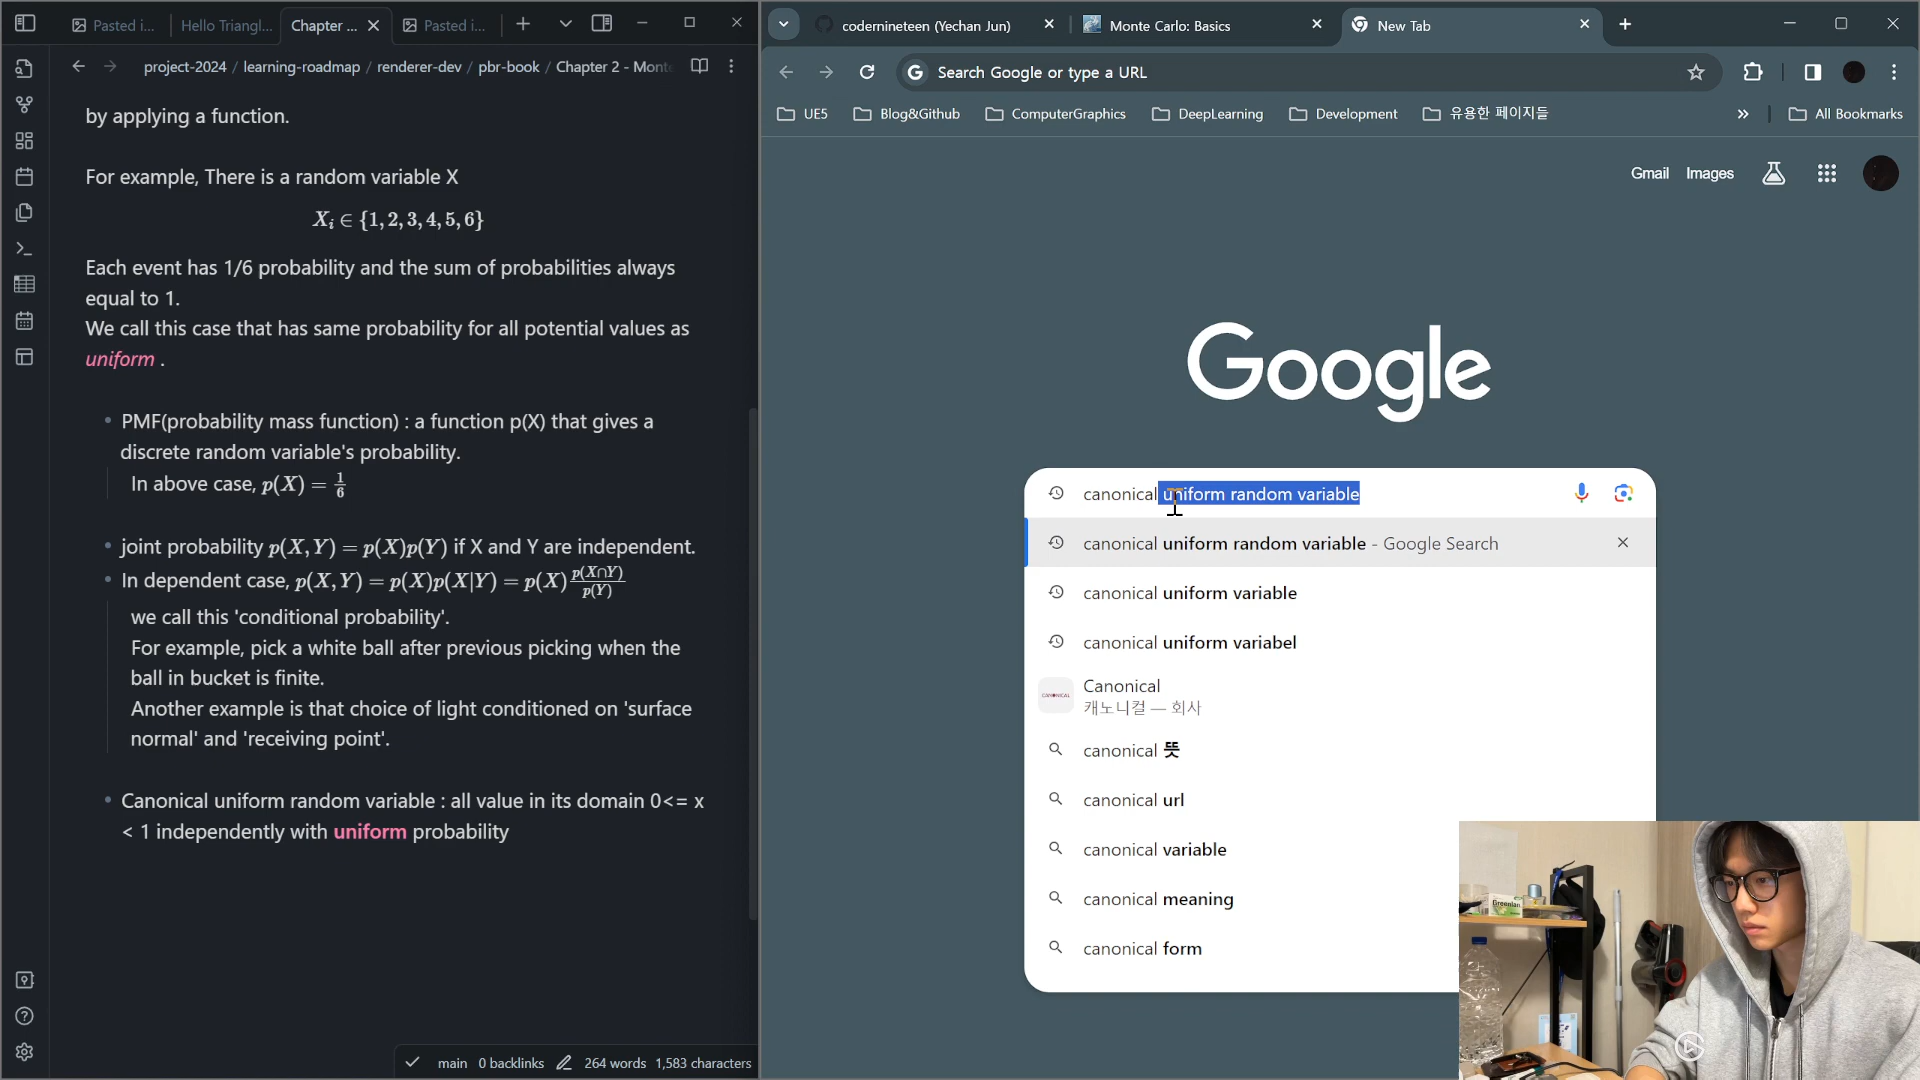 Pasted i...
Hello Triangl...
Chapter ...
Pasted i...
project-2024 / learning-roadmap / renderer-dev / pbr-book / Chapter 2 - Monte
by applying a function.
For example, There is a random variable X
Xᵢ ∈ {1, 2, 3, 4, 5, 6}
Each event has 1/6 probability and the sum of probabilities always
equal to 1.
We call this case that has same probability for all potential values as
uniform .
PMF(probability mass function) : a function p(X) that gives a
discrete random variable's probability.
In above case, p(X) = 1/6
joint probability p(X, Y) = p(X)p(Y) if X and Y are independent.
In dependent case, p(X, Y) = p(X)p(X|Y) = p(X) p(X∩Y)/p(Y)
we call this 'conditional probability'.
For example, pick a white ball after previous picking when the
ball in bucket is finite.
Another example is that choice of light conditioned on 'surface
normal' and 'receiving point'.
Canonical uniform random variable : all value in its domain 0<= x
< 1 independently with uniform probability
main 0 backlinks 264 words 1,583 characters
codernineteen (Yechan Jun)
Monte Carlo: Basics
New Tab
Search Google or type a URL
UE5
Blog&Github
ComputerGraphics
DeepLearning
Development
유용한 페이지들
All Bookmarks
Gmail Images
Google
canonical uniform random variable
canonical uniform random variable - Google Search
canonical uniform variable
canonical uniform variabel
CANONICAL
Canonical
캐노니컬 — 회사
canonical 뜻
canonical url
canonical variable
canonical meaning
canonical form
Greenlan